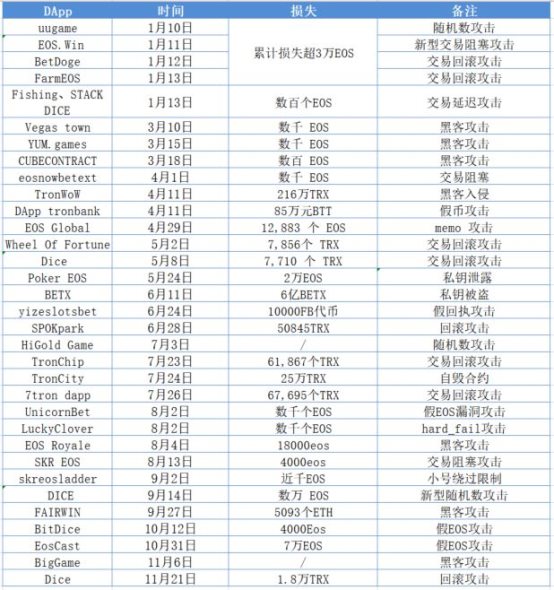 DApp 时间 损失 备注
uugame 1月10日 随机数攻击
EOS.Win 1月11日 新型交易阻塞攻击
累计损失超3万EOS
BetDoge 1月12日 交易回滚攻击
FarmEOS 1月13日 交易回滚攻击
Fishing、STACK
DICE 1月13日 数百个EOS 交易延迟攻击
Vegas town 3月10日 数千 EOS 黑客攻击
YUM.games 3月15日 数千 EOS 黑客攻击
CUBECONTRACT 3月18日 数百 EOS 黑客攻击
eosnowbetext 4月1日 数千 EOS 交易阻塞
TronWoW 4月11日 216万TRX 黑客入侵
DApp tronbank 4月11日 85万元BTT 假币攻击
EOS Global 4月29日 12,883 个 EOS memo 攻击
Wheel Of Fortune 5月2日 7,856个 TRX 交易回滚攻击
Dice 5月8日 7,710 个 TRX 交易回滚攻击
Poker EOS 5月24日 2万EOS 私钥泄露
BETX 6月11日 6亿BETX 私钥被盗
yizeslotsbet 6月24日 10000FB代币 假回执攻击
SPOKpark 6月28日 50845TRX 回滚攻击
HiGold Game 7月3日 / 随机数攻击
TronChip 7月23日 61,867个TRX 交易回滚攻击
TronCity 7月24日 25万TRX 自毁合约
7tron dapp 7月26日 67,695个TRX 交易回滚攻击
UnicornBet 8月2日 数千个EOS 假EOS漏洞攻击
LuckyClover 8月2日 数千个EOS hard_fail攻击
EOS Royale 8月4日 18000eos 黑客攻击
SKR EOS 8月13日 4000eos 交易阻塞攻击
skreosladder 9月2日 近千EOS 小号绕过限制
DICE 9月14日 数万 EOS 新型随机数攻击
FAIRWIN 9月27日 5093个ETH 黑客攻击
BitDice 10月12日 4000Eos 假EOS攻击
EosCast 10月31日 7万EOS 假EOS攻击
BigGame 11月6日 / 黑客攻击
Dice 11月21日 1.8万TRX 回滚攻击